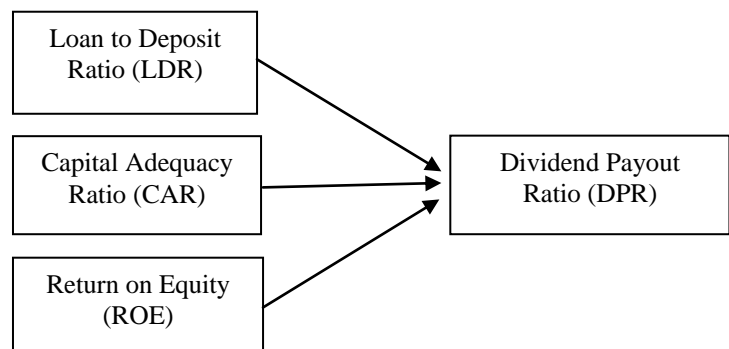 Loan to Deposit
Ratio (LDR)
Capital Adequacy
Ratio (CAR)
Dividend Payout
Ratio (DPR)
Return on Equity
(ROE)